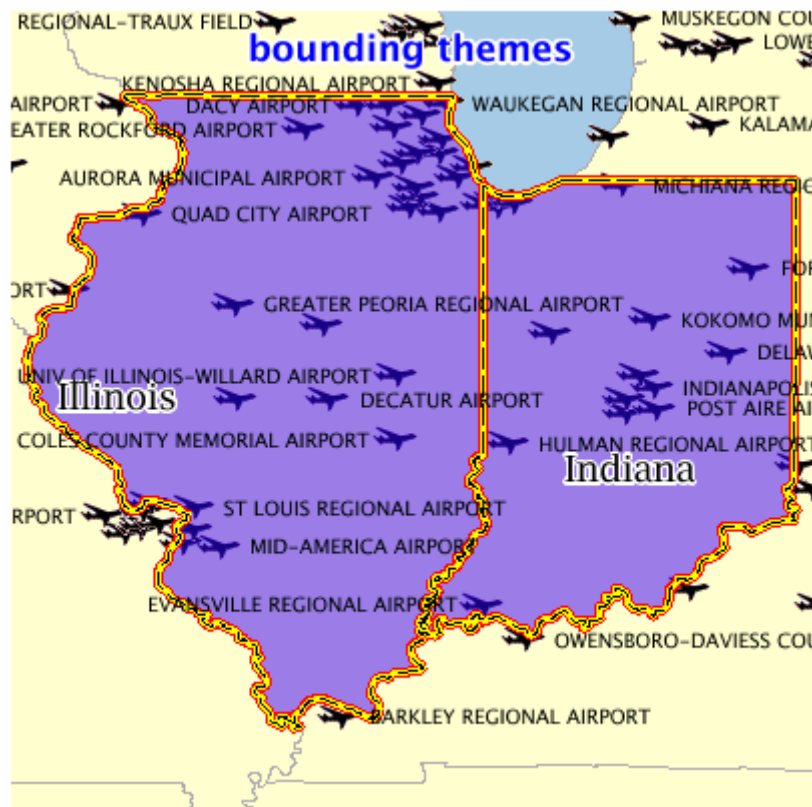 REGIONAL-TRAUX FIELD
MUSKEGON COU
bounding themes
LOWE
KENOSHA REGIONAL AIRPORT
AIRPORT
DACY AIRPORT
WAUKEGAN REGIONAL AIRPORT
EATER ROCKFORD AIRPORT
KALAMA
AURORA MUNICIPAL AIRPORT
MICHIANA REGIO
QUAD CITY AIRPORT
FOR
ORT
GREATER PEORIA REGIONAL AIRPORT
KOKOMO MUN
DELAW
UNIV OF ILLINOIS-WILLARD AIRPORT
INDIANAPOLIS
Illinois
DECATUR AIRPORT
POST AIRE AI
COLES COUNTY MEMORIAL AIRPORT
HULMAN REGIONAL AIRPORT
Indiana
ST LOUIS REGIONAL AIRPORT
RPORT
MID-AMERICA AIRPORT
EVANSVILLE REGIONAL AIRPORT
OWENSBORO-DAVIESS COU
BARKLEY REGIONAL AIRPORT